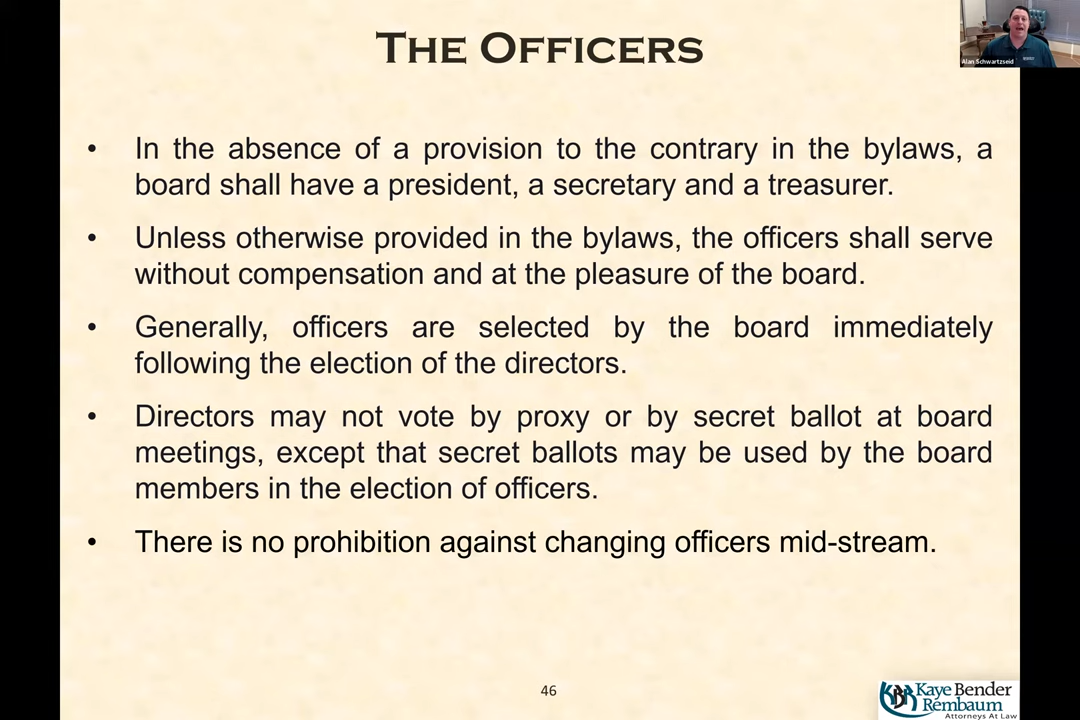 THE OFFICERS
Alan Schwartzseid
• In the absence of a provision to the contrary in the bylaws, a
board shall have a president, a secretary and a treasurer.
• Unless otherwise provided in the bylaws, the officers shall serve
without compensation and at the pleasure of the board.
• Generally, officers are selected by the board immediately
following the election of the directors.
• Directors may not vote by proxy or by secret ballot at board
meetings, except that secret ballots may be used by the board
members in the election of officers.
• There is no prohibition against changing officers mid-stream.
46
KBR Kaye Bender
Rembaum
Attorneys At Law